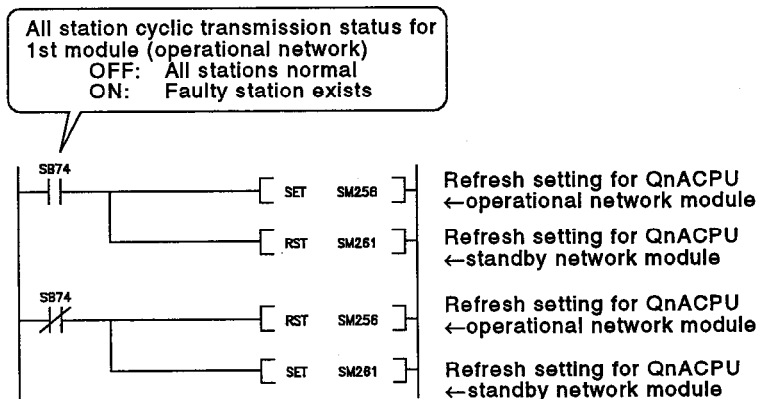 All station cyclic transmission status for
1st module (operational network)
OFF: All stations normal
ON: Faulty station exists
SB74
SET SM256
Refresh setting for QnACPU
←operational network module
RST SM261
Refresh setting for QnACPU
←standby network module
SB74
RST SM256
Refresh setting for QnACPU
←operational network module
SET SM261
Refresh setting for QnACPU
←standby network module